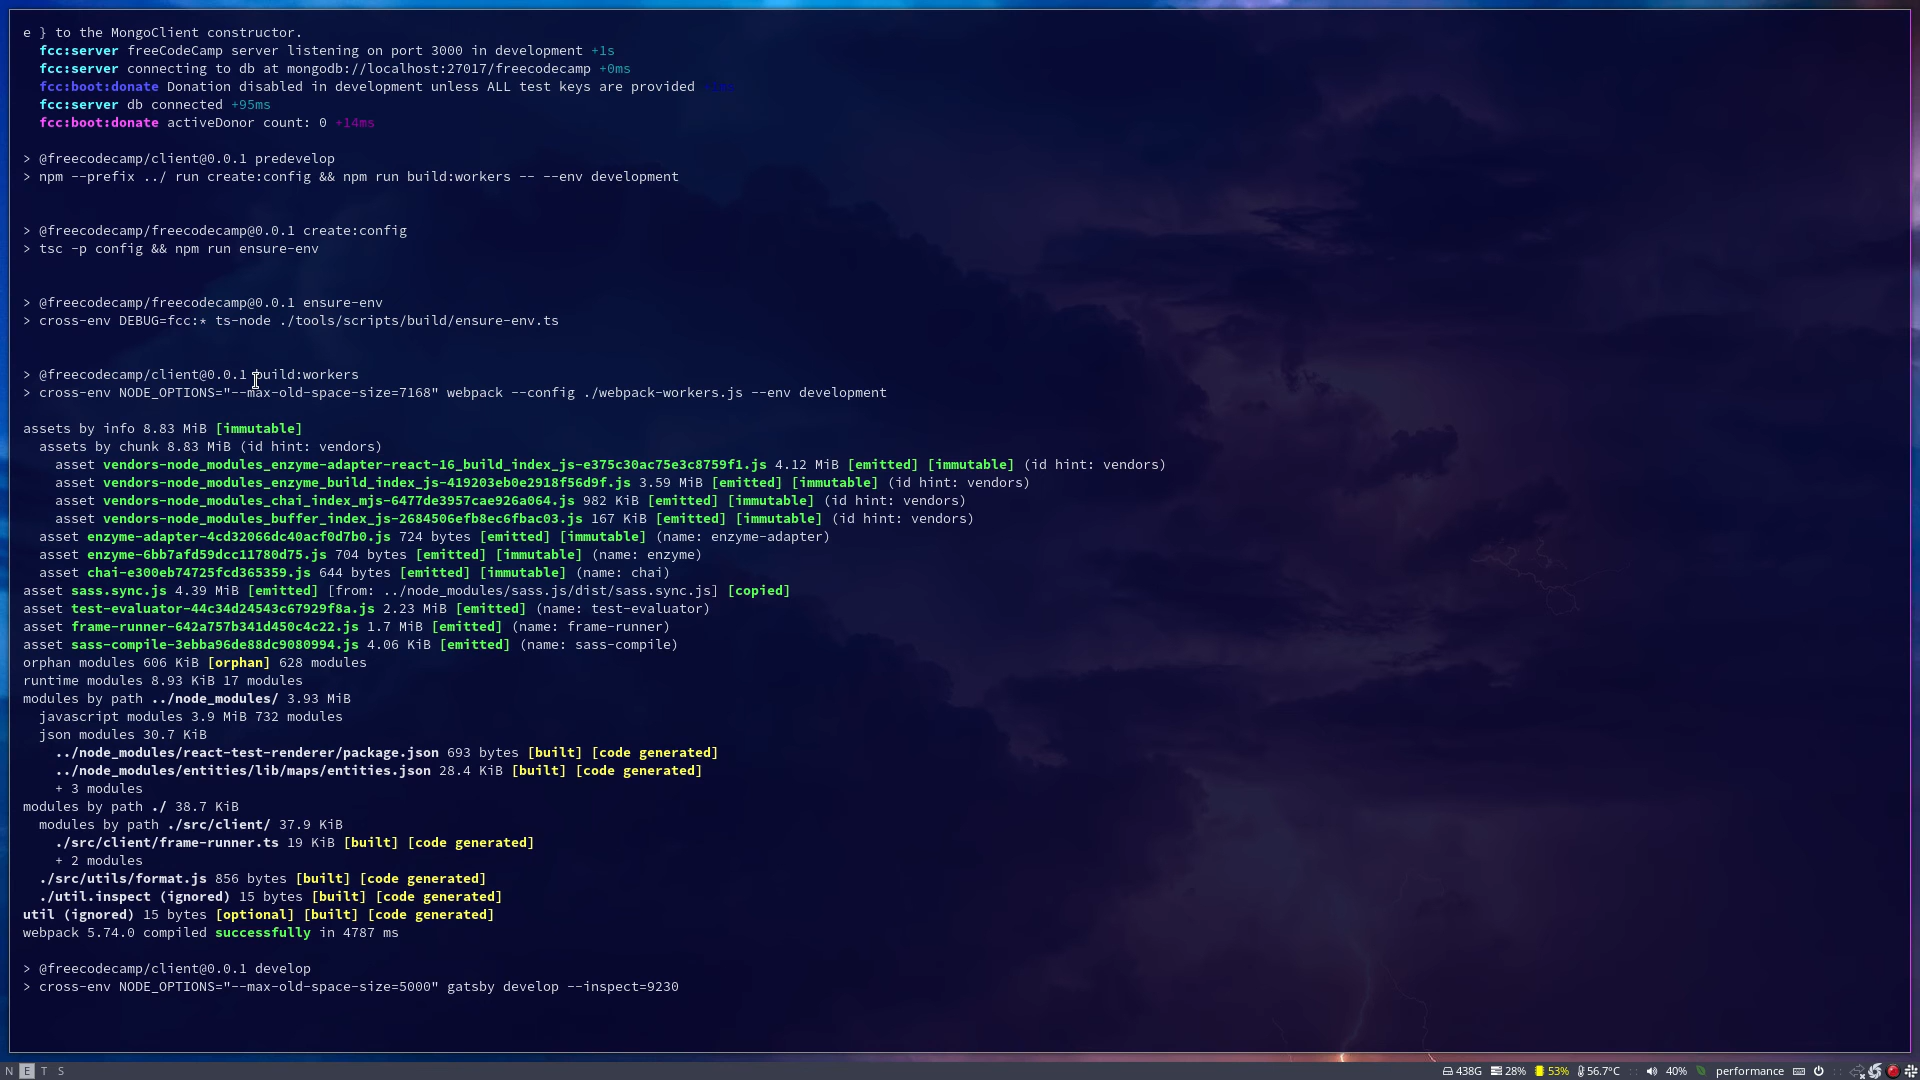 e } to the MongoClient constructor.
fcc:server freeCodeCamp server listening on port 3000 in development +1s
fcc:server connecting to db at mongodb://localhost:27017/freecodecamp +0ms
fcc:boot:donate Donation disabled in development unless ALL test keys are provided
fcc:server db connected +95ms
fcc:boot:donate activeDonor count: 0 +14ms
> @freecodecamp/client@0.0.1 predevelop
> npm --prefix ../ run create:config && npm run build:workers -- --env development
> @freecodecamp/freecodecamp@0.0.1 create:config
> tsc -p config && npm run ensure-env
> @freecodecamp/freecodecamp@0.0.1 ensure-env
> cross-env DEBUG=fcc:* ts-node ./tools/scripts/build/ensure-env.ts
> @freecodecamp/client@0.0.1 build:workers
> cross-env NODE_OPTIONS="--max-old-space-size=7168" webpack --config ./webpack-workers.js --env development
assets by info 8.83 MiB [immutable]
assets by chunk 8.83 MiB (id hint: vendors)
asset vendors-node_modules_enzyme-adapter-react-16_build_index_js-e375c30ac75e3c8759f1.js 4.12 MiB [emitted] [immutable] (id hint: vendors)
asset vendors-node_modules_enzyme_build_index_js-419203eb0e2918f56d9f.js 3.59 MiB [emitted] [immutable] (id hint: vendors)
asset vendors-node_modules_chai_index_mjs-6477de3957cae926a064.js 982 KiB [emitted] [immutable] (id hint: vendors)
asset vendors-node_modules_buffer_index_js-2684506efb8ec6fbac03.js 167 KiB [emitted] [immutable] (id hint: vendors)
asset enzyme-adapter-4cd32066dc40acf0d7b0.js 724 bytes [emitted] [immutable] (name: enzyme-adapter)
asset enzyme-6bb7afd59dcc11780d75.js 704 bytes [emitted] [immutable] (name: enzyme)
asset chai-e300eb74725fcd365359.js 644 bytes [emitted] [immutable] (name: chai)
asset sass.sync.js 4.39 MiB [emitted] [from: ../node_modules/sass.js/dist/sass.sync.js] [copied]
asset test-evaluator-44c34d24543c67929f8a.js 2.23 MiB [emitted] (name: test-evaluator)
asset frame-runner-642a757b341d450c4c22.js 1.7 MiB [emitted] (name: frame-runner)
asset sass-compile-3ebba96de88dc9080994.js 4.06 KiB [emitted] (name: sass-compile)
orphan modules 606 KiB [orphan] 628 modules
runtime modules 8.93 KiB 17 modules
modules by path ../node_modules/ 3.93 MiB
javascript modules 3.9 MiB 732 modules
json modules 30.7 KiB
../node_modules/react-test-renderer/package.json 693 bytes [built] [code generated]
../node_modules/entities/lib/maps/entities.json 28.4 KiB [built] [code generated]
+ 3 modules
modules by path ./ 38.7 KiB
modules by path ./src/client/ 37.9 KiB
./src/client/frame-runner.ts 19 KiB [built] [code generated]
+ 2 modules
./src/utils/format.js 856 bytes [built] [code generated]
./util.inspect (ignored) 15 bytes [built] [code generated]
util (ignored) 15 bytes [optional] [built] [code generated]
webpack 5.74.0 compiled successfully in 4787 ms
> @freecodecamp/client@0.0.1 develop
> cross-env NODE_OPTIONS="--max-old-space-size=5000" gatsby develop --inspect=9230
N E T S 438G 28% 53% 56.7°C 40% performance